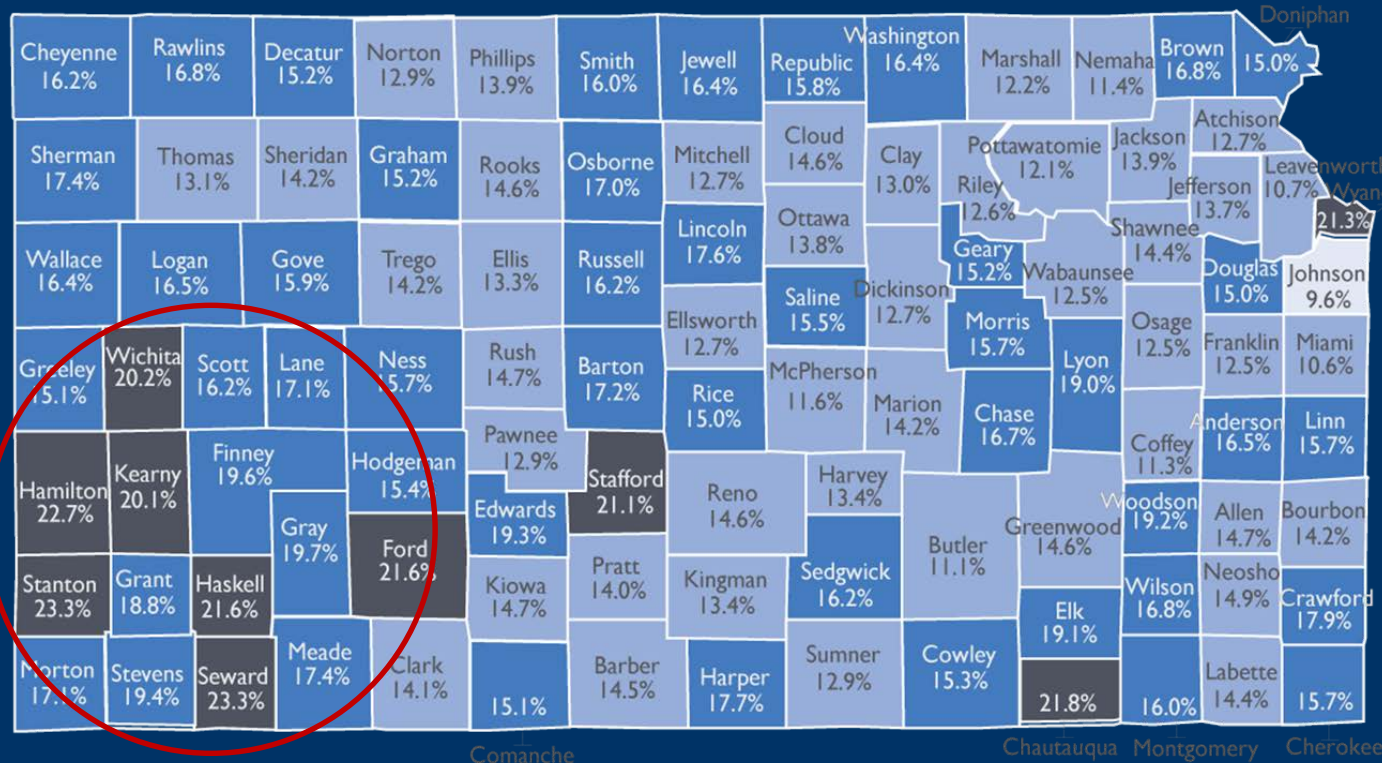 Doniphan
Cheyenne
16.2%
Rawlins
16.8%
Decatur
15.2%
Norton
12.9%
Phillips
13.9%
Smith
16.0%
Jewell
16.4%
Republic
15.8%
Washington
16.4%
Marshall
12.2%
Nemaha
11.4%
Brown
16.8%
15.0%
Sherman
17.4%
Thomas
13.1%
Sheridan
14.2%
Graham
15.2%
Rooks
14.6%
Osborne
17.0%
Mitchell
12.7%
Cloud
14.6%
Clay
13.0%
Riley
12.6%
Pottawatomie
12.1%
Jackson
13.9%
Atchison
12.7%
Jefferson
13.7%
Leavenworth
10.7%
Wyan
21.3%
Wallace
16.4%
Logan
16.5%
Gove
15.9%
Trego
14.2%
Ellis
13.3%
Russell
16.2%
Lincoln
17.6%
Ottawa
13.8%
Saline
15.5%
Dickinson
12.7%
Geary
15.2%
Wabaunsee
12.5%
Shawnee
14.4%
Douglas
15.0%
Johnson
9.6%
Greeley
15.1%
Wichita
20.2%
Scott
16.2%
Lane
17.1%
Ness
15.7%
Rush
14.7%
Barton
17.2%
Ellsworth
12.7%
Rice
15.0%
McPherson
11.6%
Marion
14.2%
Morris
15.7%
Chase
16.7%
Lyon
19.0%
Osage
12.5%
Franklin
12.5%
Miami
10.6%
Coffey
11.3%
Anderson
16.5%
Linn
15.7%
Hamilton
22.7%
Kearny
20.1%
Finney
19.6%
Gray
19.7%
Hodgeman
15.4%
Pawnee
12.9%
Edwards
19.3%
Stafford
21.1%
Reno
14.6%
Harvey
13.4%
Butler
11.1%
Greenwood
14.6%
Woodson
19.2%
Allen
14.7%
Bourbon
14.2%
Stanton
23.3%
Grant
18.8%
Haskell
21.6%
Ford
21.6%
Kiowa
14.7%
Pratt
14.0%
Kingman
13.4%
Sedgwick
16.2%
Elk
19.1%
Wilson
16.8%
Neosho
14.9%
Crawford
17.9%
Morton
17.1%
Stevens
19.4%
Seward
23.3%
Meade
17.4%
Clark
14.1%
15.1%
Barber
14.5%
Harper
17.7%
Sumner
12.9%
Cowley
15.3%
21.8%
16.0%
Labette
14.4%
15.7%
Comanche
Chautauqua
Montgomery
Cherokee